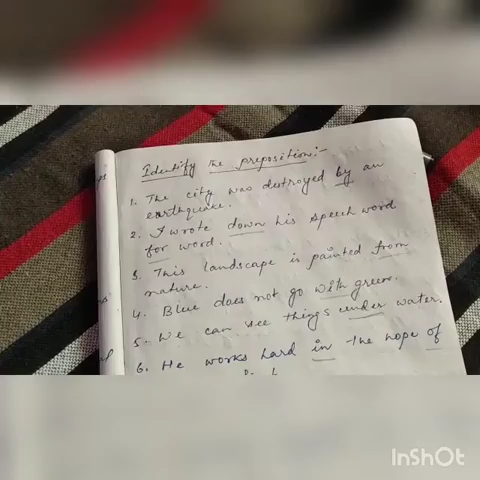 Identify the preposition:-
1. The city was destroyed by an
earthquake.
2. I wrote down his speech word
for word.
3. This landscape is painted from
nature.
4. Blue does not go with green.
5. We can see things under water.
6. He works hard in the hope of
InShOt